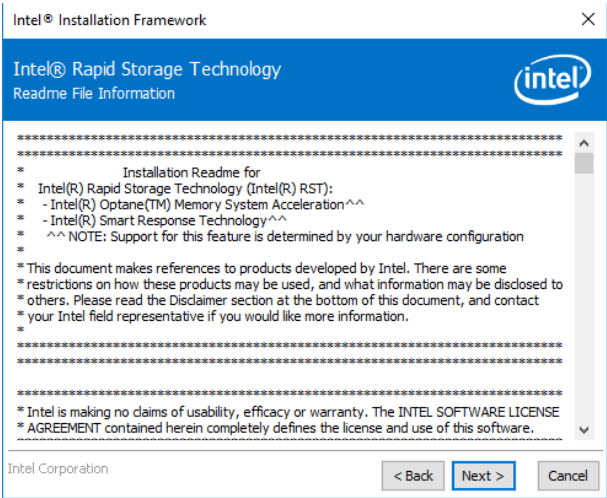 Intel® Installation Framework
Intel® Rapid Storage Technology
Readme File Information
intel
******************************************************************************
******************************************************************************
* Installation Readme for
* Intel(R) Rapid Storage Technology (Intel(R) RST):
* - Intel(R) Optane(TM) Memory System Acceleration^^
* - Intel(R) Smart Response Technology^^
* ^^ NOTE: Support for this feature is determined by your hardware configuration
*
* This document makes references to products developed by Intel. There are some
* restrictions on how these products may be used, and what information may be disclosed to
* others. Please read the Disclaimer section at the bottom of this document, and contact
* your Intel field representative if you would like more information.
*
******************************************************************************
******************************************************************************
******************************************************************************
* Intel is making no claims of usability, efficacy or warranty. The INTEL SOFTWARE LICENSE
* AGREEMENT contained herein completely defines the license and use of this software.
******************************************************************************
Intel Corporation
< Back Next > Cancel